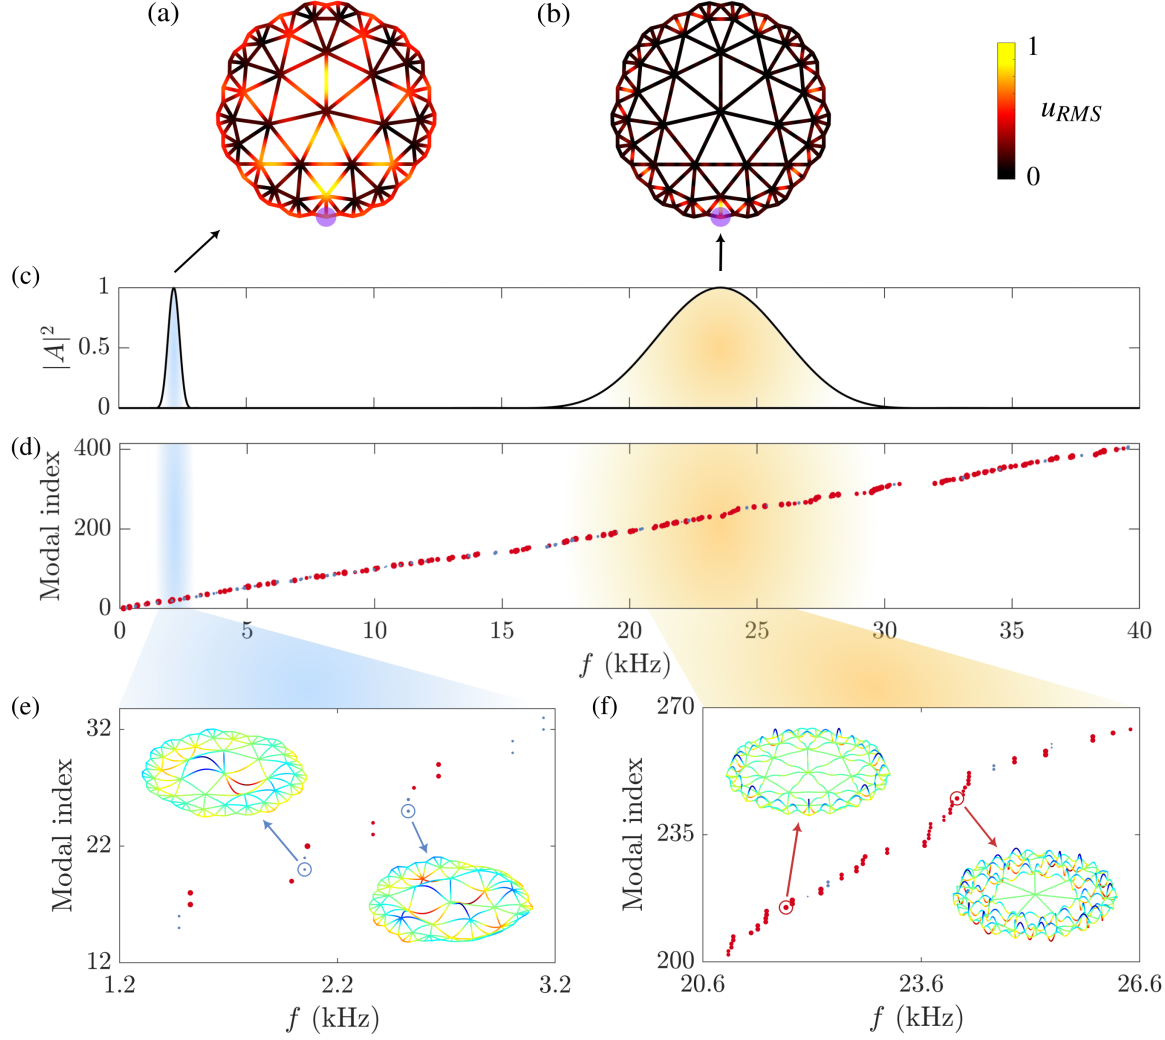 (a)
(b)
1
u_RMS
0
(c)
1
0.5
0
|A|²
(d)
400
200
0
Modal index
0 5 10 15 20 25 30 35 40
f (kHz)
(e)
32
22
12
Modal index
1.2 2.2 3.2
f (kHz)
(f)
270
235
200
Modal index
20.6 23.6 26.6
f (kHz)